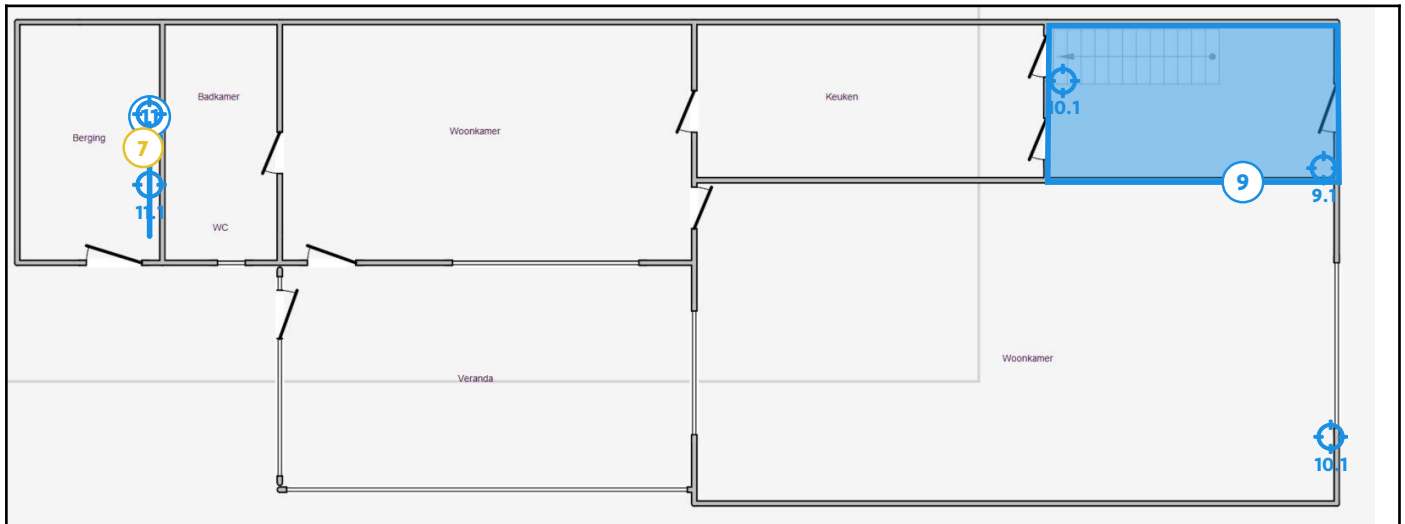 Badkamer
Keuken
10.1
11
Woonkamer
Berging
7
9
9.1
11.1
WC
Woonkamer
Veranda
10.1